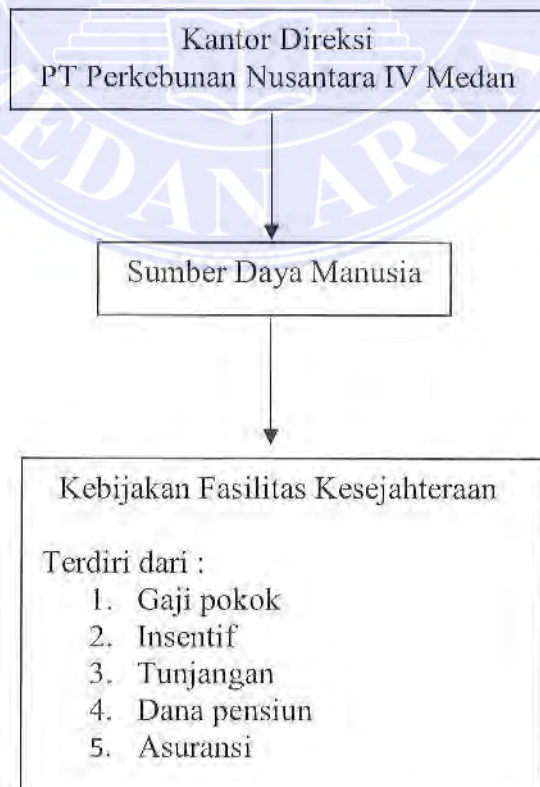 Kantor Direksi
PT Perkebunan Nusantara IV Medan
Sumber Daya Manusia
Kebijakan Fasilitas Kesejahteraan
Terdiri dari :
1. Gaji pokok
2. Insentif
3. Tunjangan
4. Dana pensiun
5. Asuransi